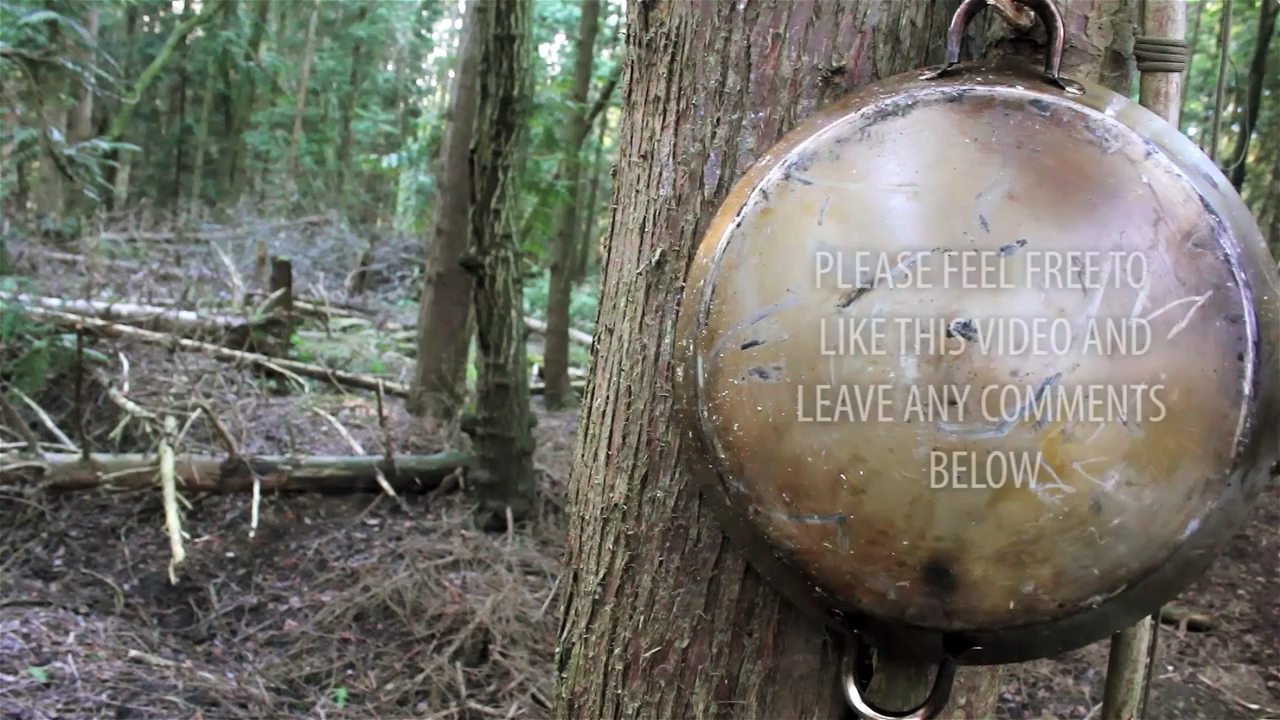 PLEASE FEEL FREE TO
LIKE THIS VIDEO AND
LEAVE ANY COMMENTS
BELOW